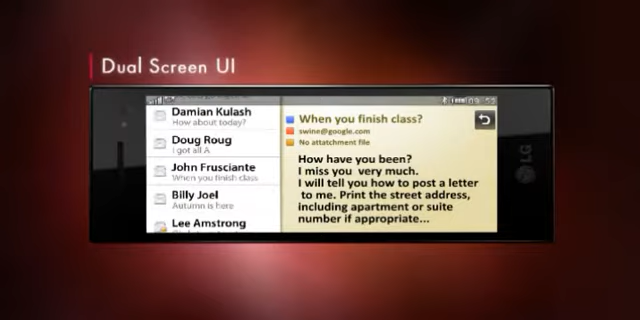 Dual Screen UI
09:53
Damian Kulash
How about today?
Doug Roug
I got all A
John Frusciante
When you finish class
Billy Joel
Autumn is here
Lee Amstrong
When you finish class?
swine@google.com
No attatchment file
How have you been?
I miss you very much.
I will tell you how to post a letter
to me. Print the street address,
including apartment or suite
number if appropriate...
LG